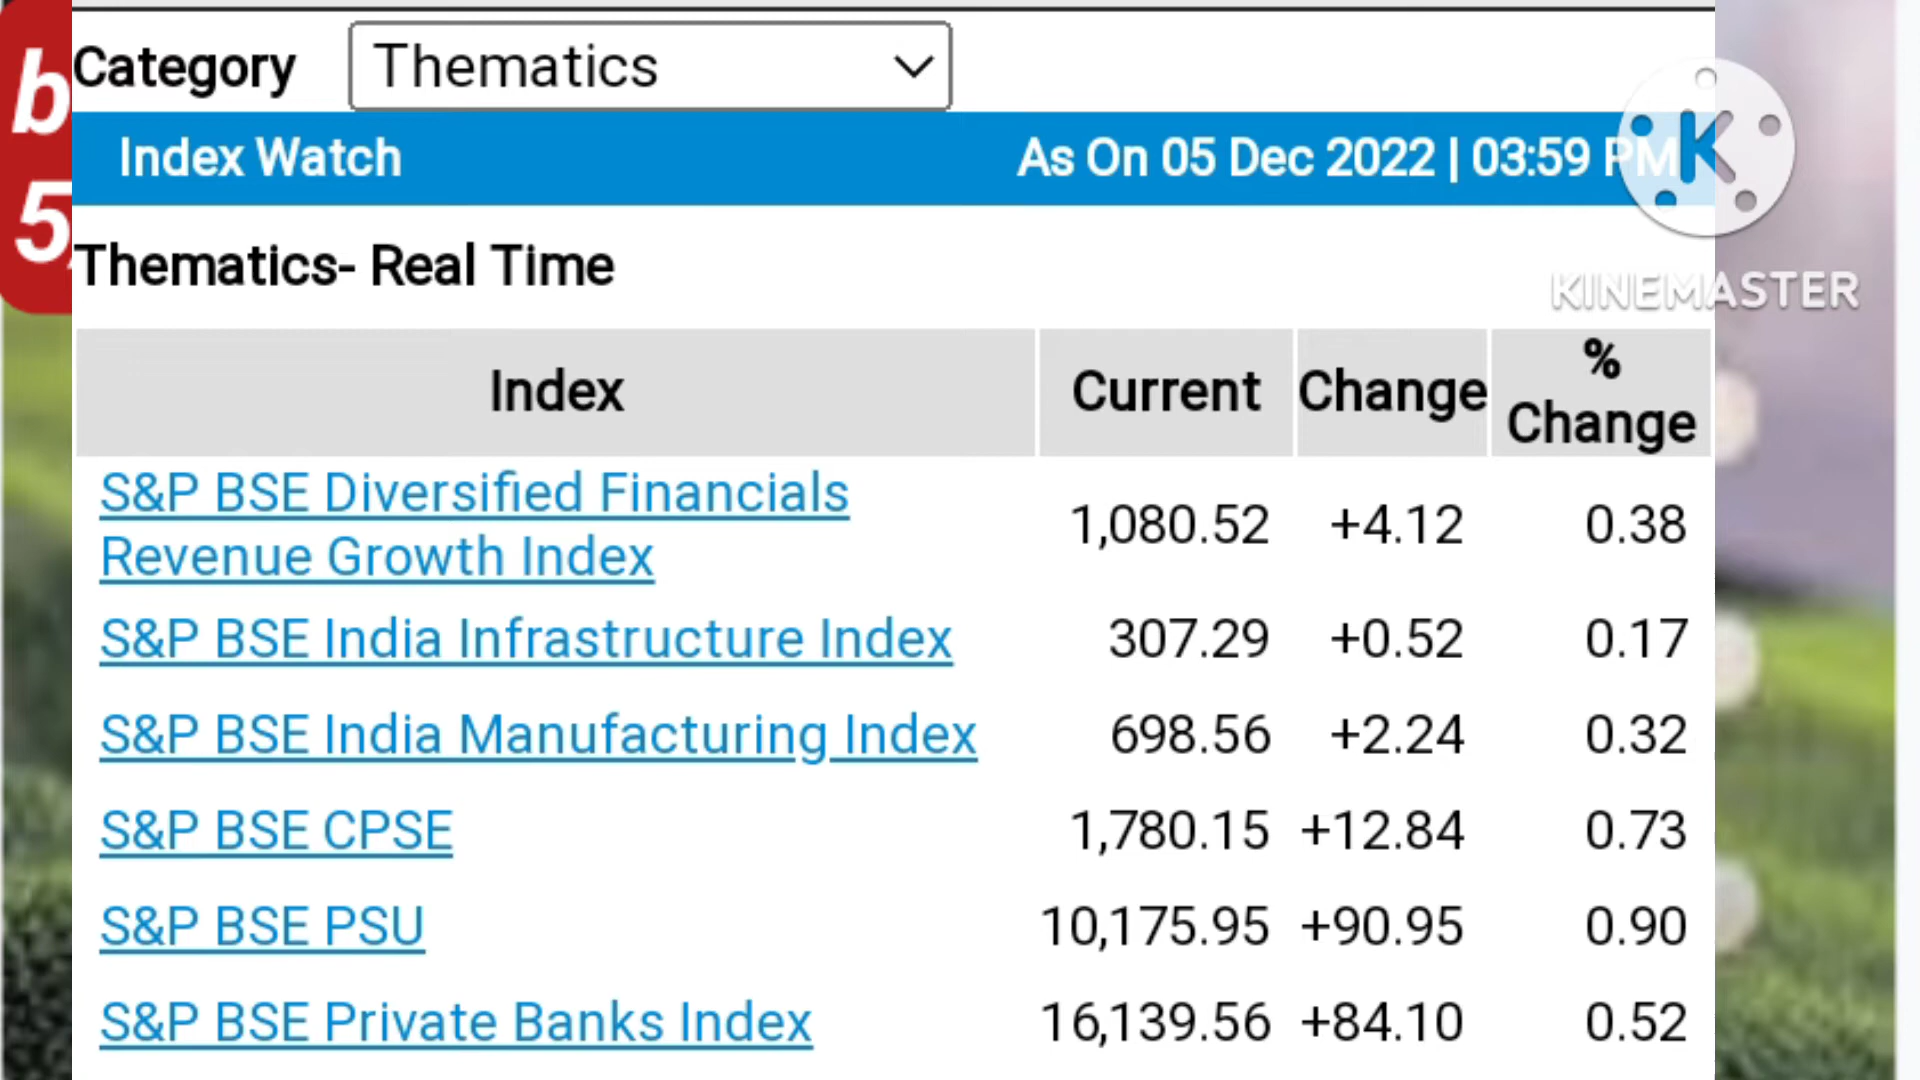 Category Thematics
Index Watch As On 05 Dec 2022 | 03:59 PM
Thematics- Real Time
KINEMASTER
Index Current Change % Change
S&P BSE Diversified Financials
Revenue Growth Index 1,080.52 +4.12 0.38
S&P BSE India Infrastructure Index 307.29 +0.52 0.17
S&P BSE India Manufacturing Index 698.56 +2.24 0.32
S&P BSE CPSE 1,780.15 +12.84 0.73
S&P BSE PSU 10,175.95 +90.95 0.90
S&P BSE Private Banks Index 16,139.56 +84.10 0.52